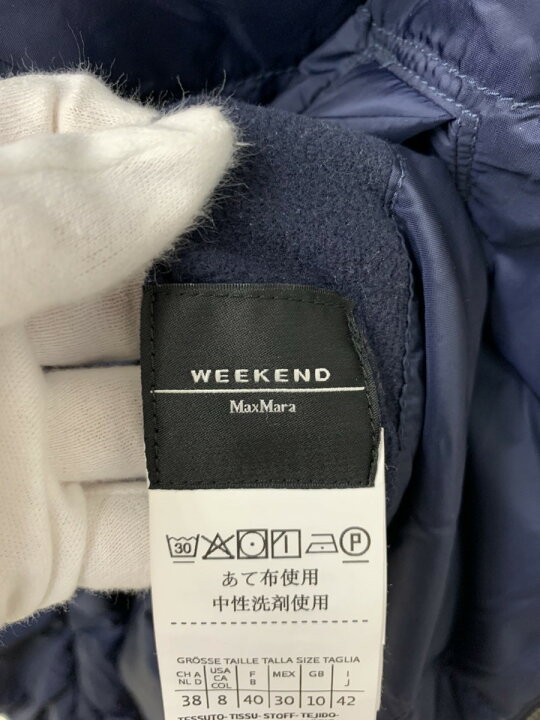 WEEKEND
MaxMara
30 P
あて布使用
中性洗剤使用
GRÖSSE TAILLE TALLA SIZE TAGLIA
CH A NL D USA CA COL F B MEX GB I J
38 8 40 30 10 42
TESSUTO-TISSU-STOFF-TEJIDO-